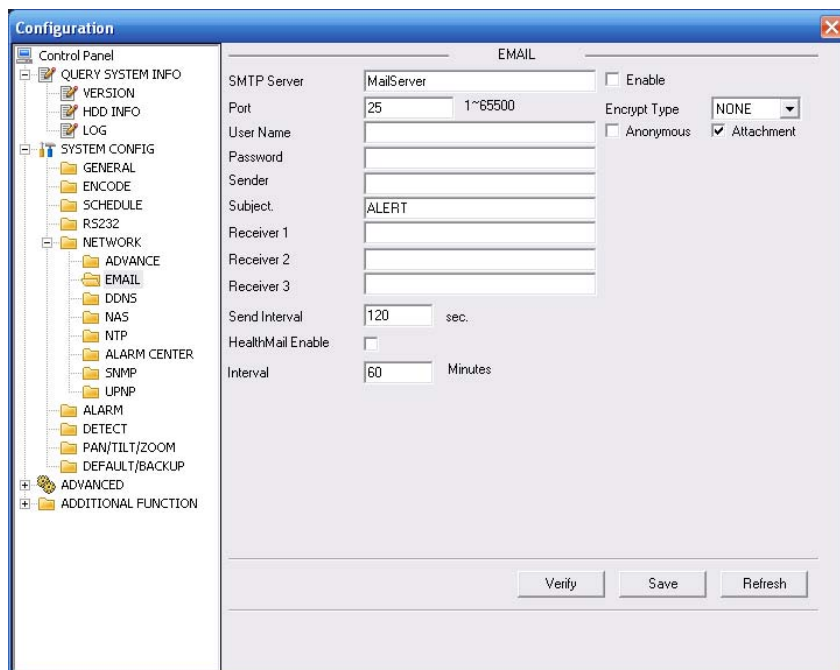 Configuration
Control Panel
QUERY SYSTEM INFO
VERSION
HDD INFO
LOG
SYSTEM CONFIG
GENERAL
ENCODE
SCHEDULE
RS232
NETWORK
ADVANCE
EMAIL
DDNS
NAS
NTP
ALARM CENTER
SNMP
UPNP
ALARM
DETECT
PAN/TILT/ZOOM
DEFAULT/BACKUP
ADVANCED
ADDITIONAL FUNCTION
EMAIL
SMTP Server MailServer Enable
Port 25 1~65500 Encrypt Type NONE
User Name Anonymous Attachment
Password
Sender
Subject. ALERT
Receiver 1
Receiver 2
Receiver 3
Send Interval 120 sec.
HealthMail Enable
Interval 60 Minutes
Verify Save Refresh